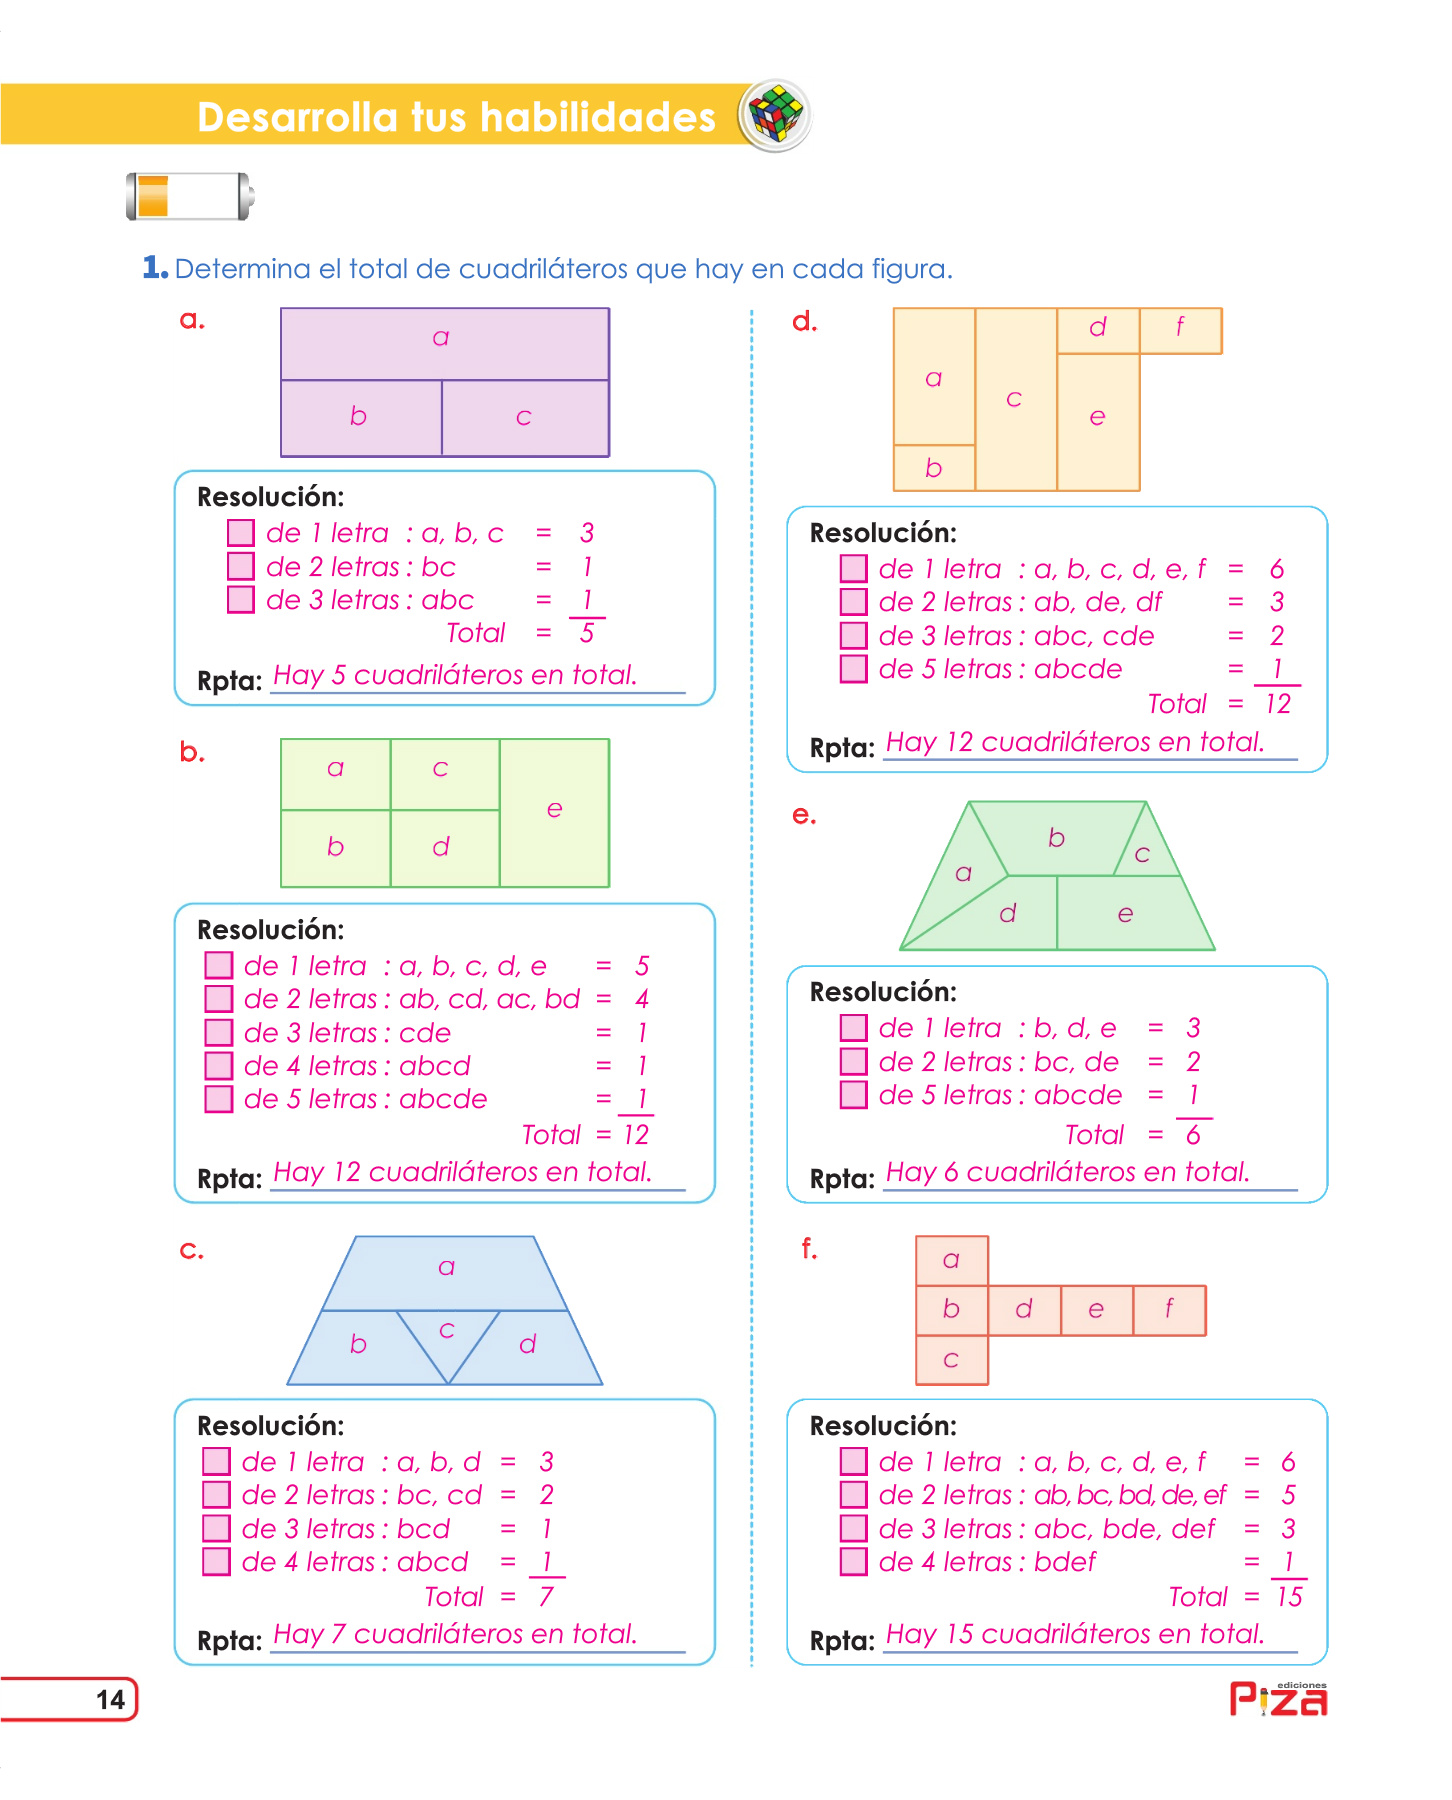 Desarrolla tus habilidades
1. Determina el total de cuadriláteros que hay en cada figura.
a.
a
b c
Resolución:
de 1 letra : a, b, c = 3
de 2 letras : bc = 1
de 3 letras : abc = 1
Total = 5
Rpta: Hay 5 cuadriláteros en total.
b.
a c
e
b d
Resolución:
de 1 letra : a, b, c, d, e = 5
de 2 letras : ab, cd, ac, bd = 4
de 3 letras : cde = 1
de 4 letras : abcd = 1
de 5 letras : abcde = 1
Total = 12
Rpta: Hay 12 cuadriláteros en total.
c.
a
b c d
Resolución:
de 1 letra : a, b, d = 3
de 2 letras : bc, cd = 2
de 3 letras : bcd = 1
de 4 letras : abcd = 1
Total = 7
Rpta: Hay 7 cuadriláteros en total.
d.
d f
a c e
b
Resolución:
de 1 letra : a, b, c, d, e, f = 6
de 2 letras : ab, de, df = 3
de 3 letras : abc, cde = 2
de 5 letras : abcde = 1
Total = 12
Rpta: Hay 12 cuadriláteros en total.
e.
b
a c
d e
Resolución:
de 1 letra : b, d, e = 3
de 2 letras : bc, de = 2
de 5 letras : abcde = 1
Total = 6
Rpta: Hay 6 cuadriláteros en total.
f.
a
b d e f
c
Resolución:
de 1 letra : a, b, c, d, e, f = 6
de 2 letras : ab, bc, bd, de, ef = 5
de 3 letras : abc, bde, def = 3
de 4 letras : bdef = 1
Total = 15
Rpta: Hay 15 cuadriláteros en total.
14
ediciones
Piza